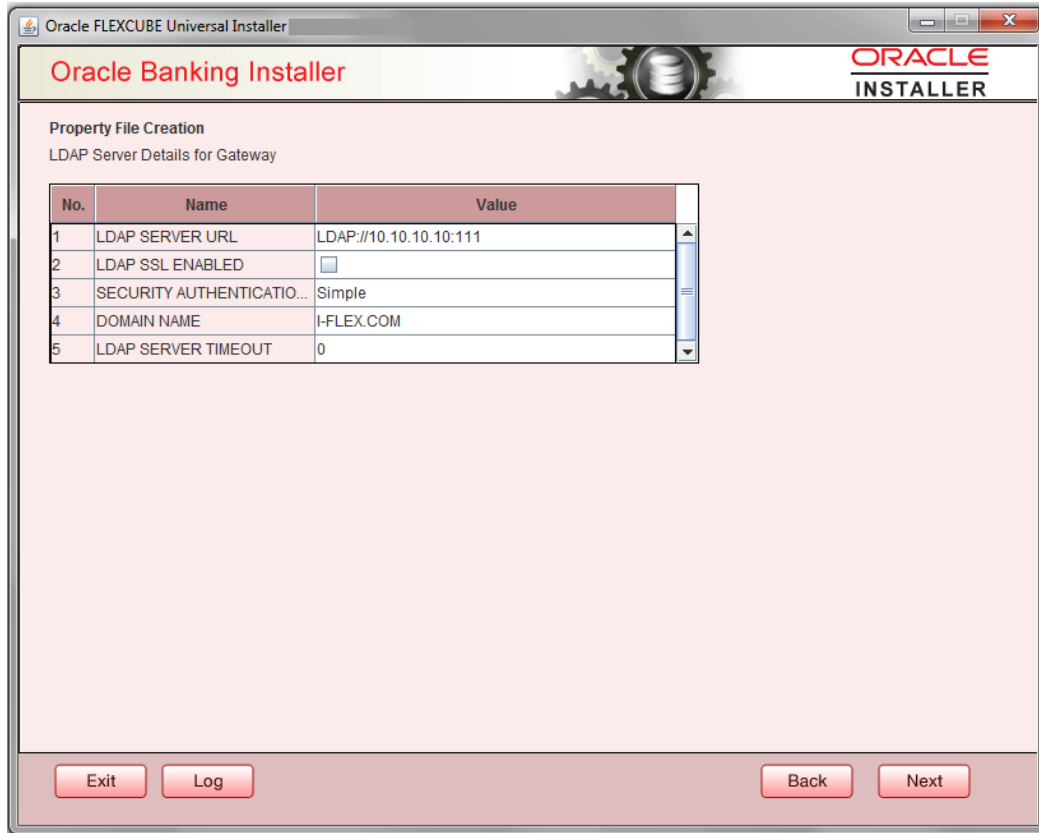 Oracle FLEXCUBE Universal Installer
Oracle Banking Installer
ORACLE
INSTALLER
Property File Creation
LDAP Server Details for Gateway
No. Name Value
1 LDAP SERVER URL LDAP://10.10.10.10:111
2 LDAP SSL ENABLED
3 SECURITY AUTHENTICATIO... Simple
4 DOMAIN NAME I-FLEX.COM
5 LDAP SERVER TIMEOUT 0
Exit Log Back Next